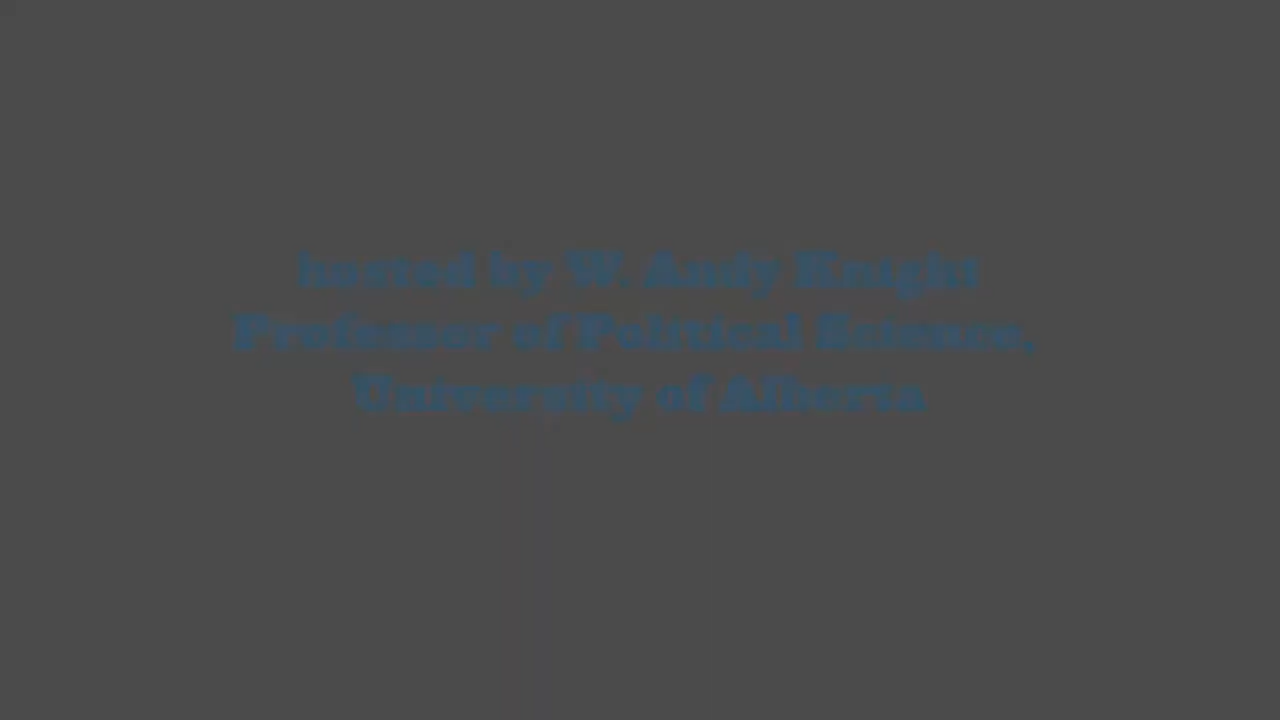 hosted by W. Andy Knight
Professor of Political Science,
University of Alberta